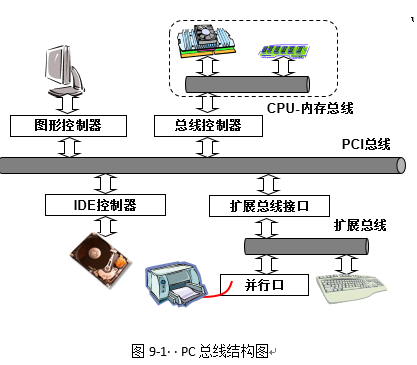 CPU-内存总线
图形控制器
总线控制器
PCI总线
IDE控制器
扩展总线接口
扩展总线
并行口
图 9-1··PC 总线结构图↵